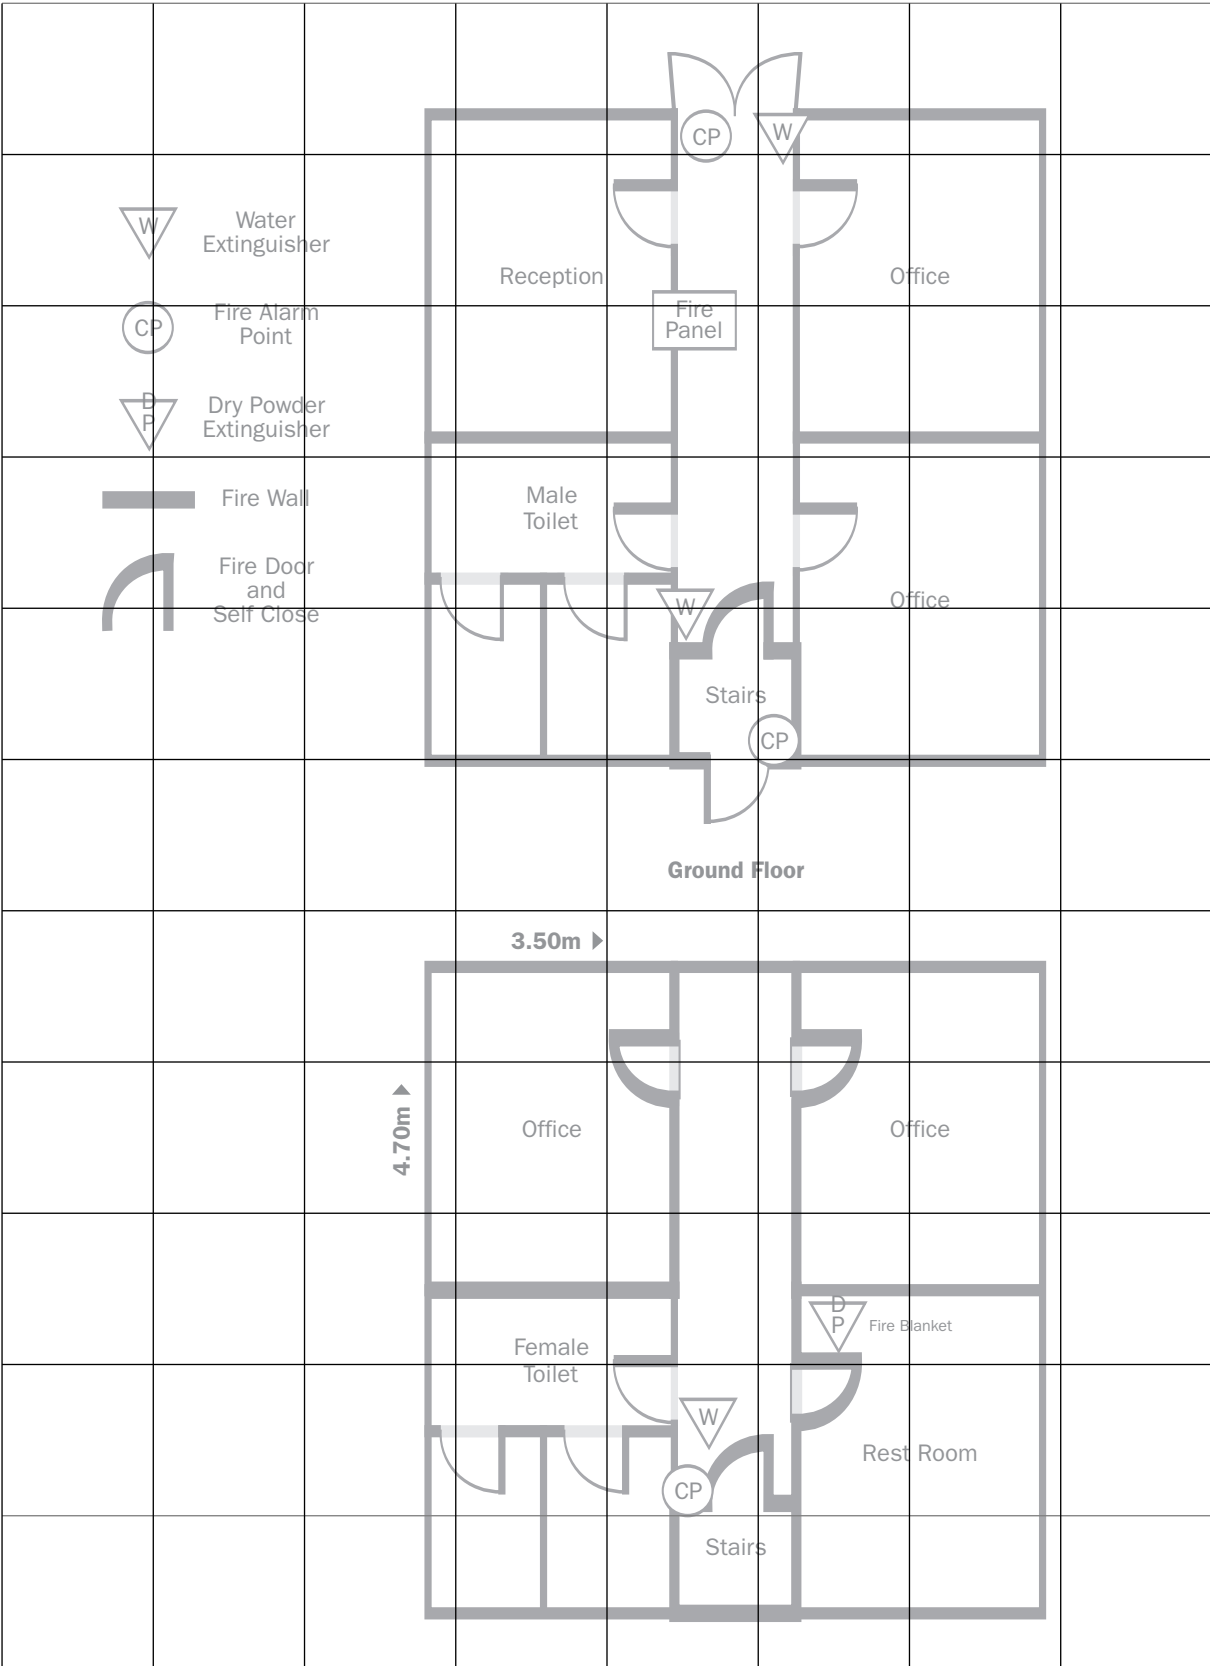 CP
W
W
Water
Extinguisher
Reception
Office
CP
Fire Alarm
Point
Fire
Panel
D
P
Dry Powder
Extinguisher
Fire Wall
Male
Toilet
Fire Door
and
Self Close
W
Office
Stairs
CP
Ground Floor
3.50m
4.70m
Office
Office
D
P
Fire Blanket
Female
Toilet
W
Rest Room
CP
Stairs